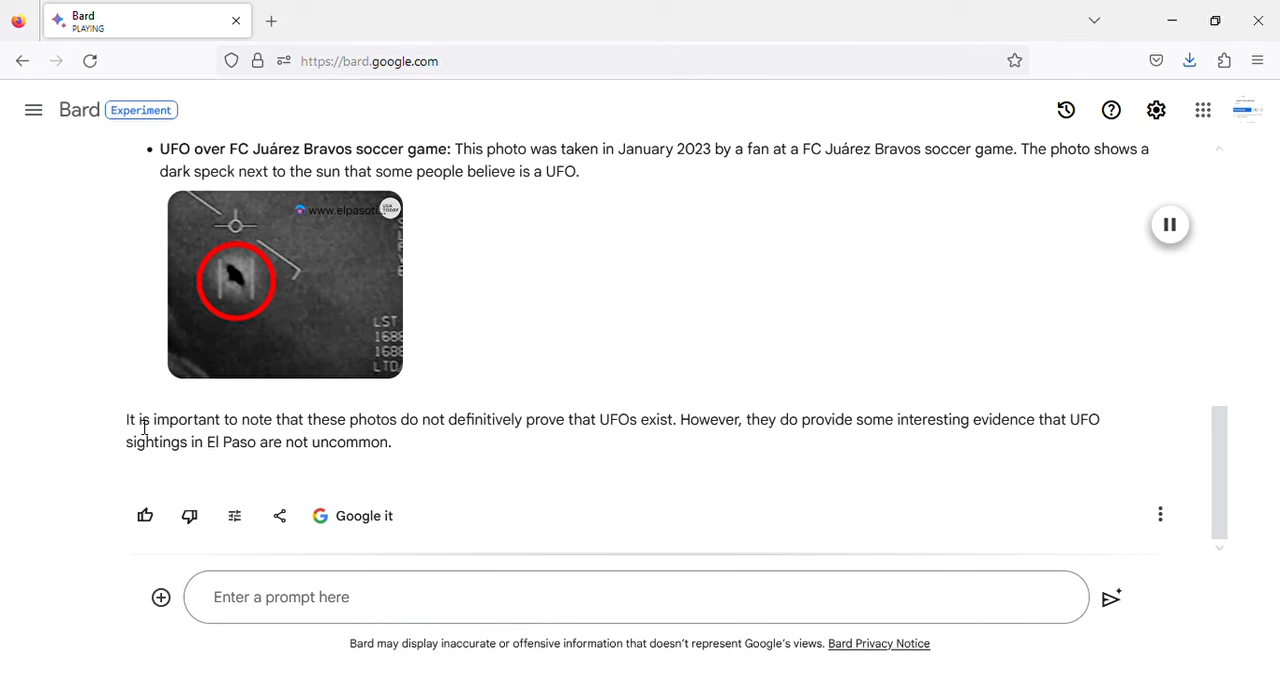 Bard
PLAYING
https://bard.google.com
Bard Experiment
UFO over FC Juárez Bravos soccer game: This photo was taken in January 2023 by a fan at a FC Juárez Bravos soccer game. The photo shows a
dark speck next to the sun that some people believe is a UFO.
www.elpasoti...
USA TODAY
LST
1688
1688
LTD/
It is important to note that these photos do not definitively prove that UFOs exist. However, they do provide some interesting evidence that UFO
sightings in El Paso are not uncommon.
Google it
Enter a prompt here
Bard may display inaccurate or offensive information that doesn't represent Google's views. Bard Privacy Notice